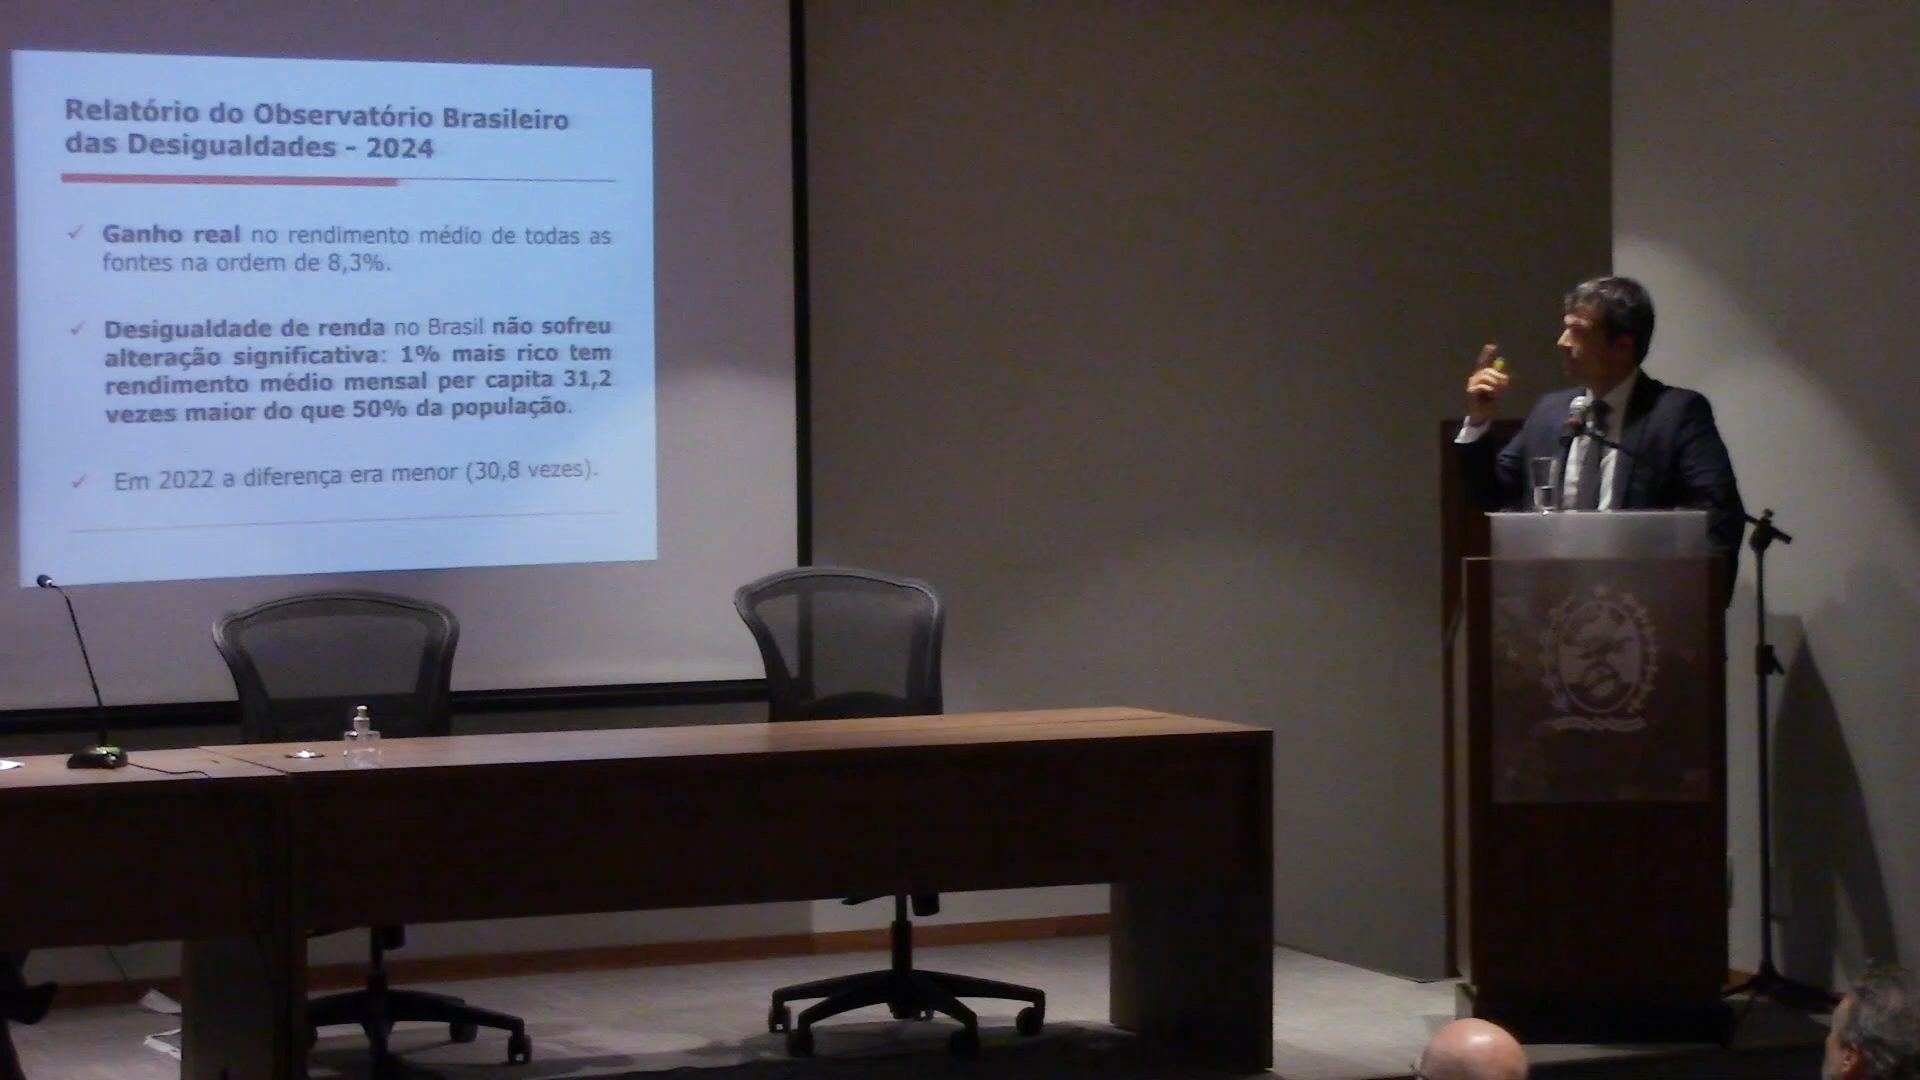 Relatório do Observatório Brasileiro
das Desigualdades - 2024
Ganho real no rendimento médio de todas as
fontes na ordem de 8,3%.
Desigualdade de renda no Brasil não sofreu
alteração significativa: 1% mais rico tem
rendimento médio mensal per capita 31,2
vezes maior do que 50% da população.
Em 2022 a diferença era menor (30,8 vezes).